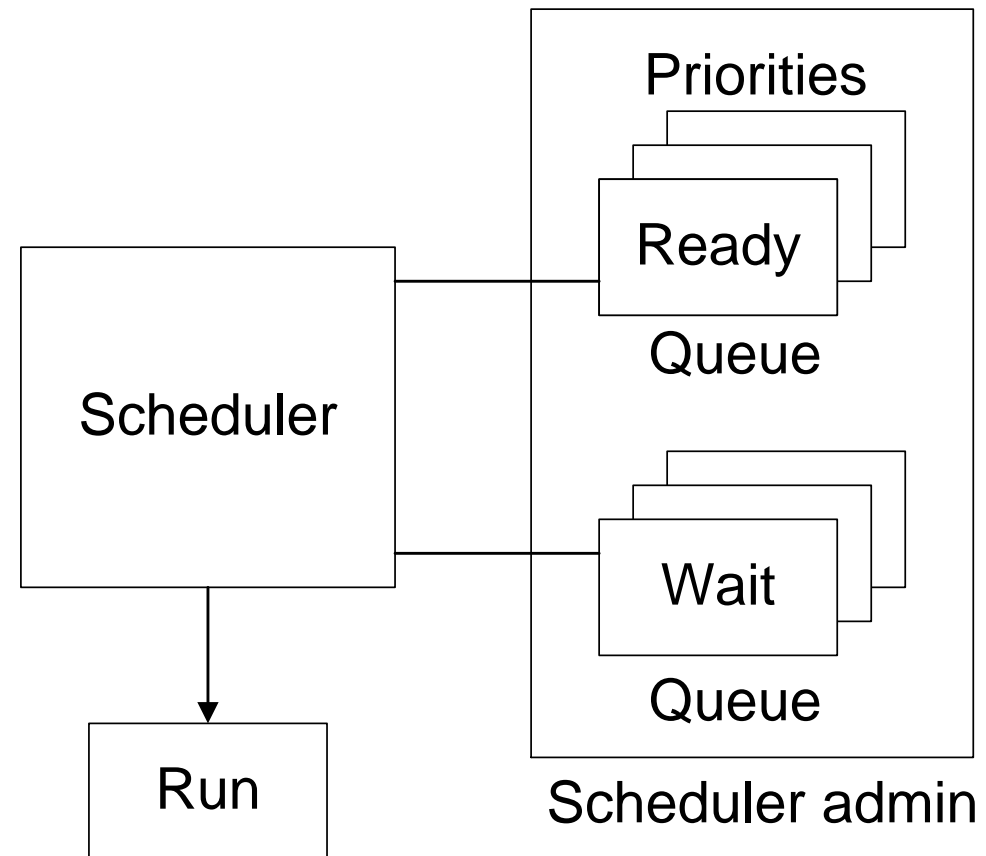 Priorities
Ready
Queue
Scheduler
Wait
Queue
Run
Scheduler admin